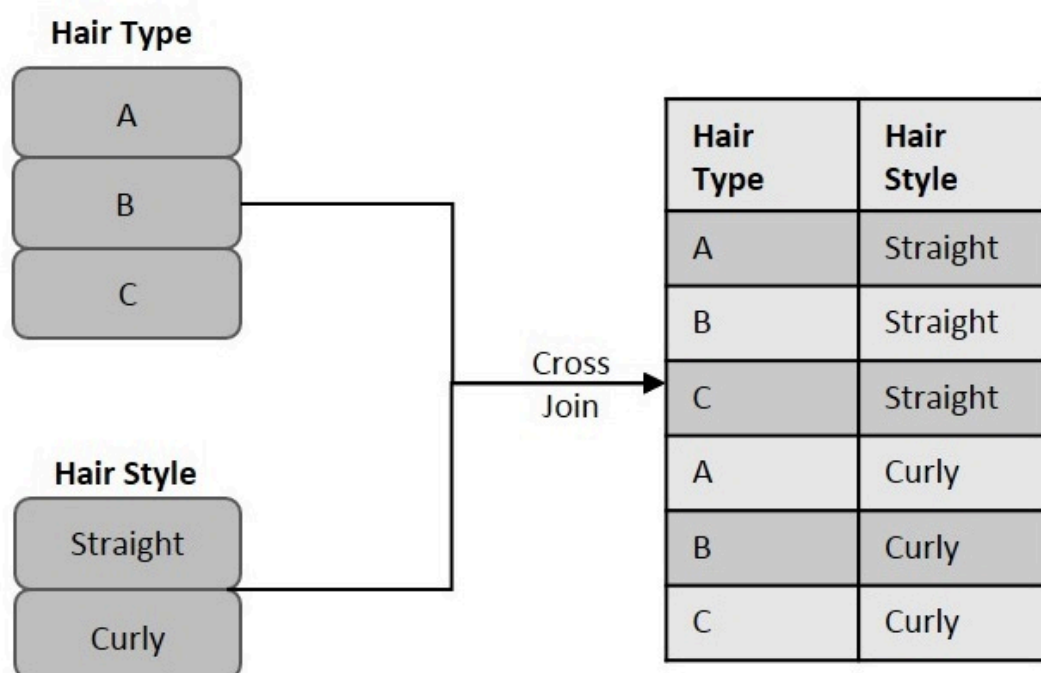 Hair Type
A
B
C
Hair Style
Straight
Curly
Cross
Join
Hair Hair
Type Style
A Straight
B Straight
C Straight
A Curly
B Curly
C Curly